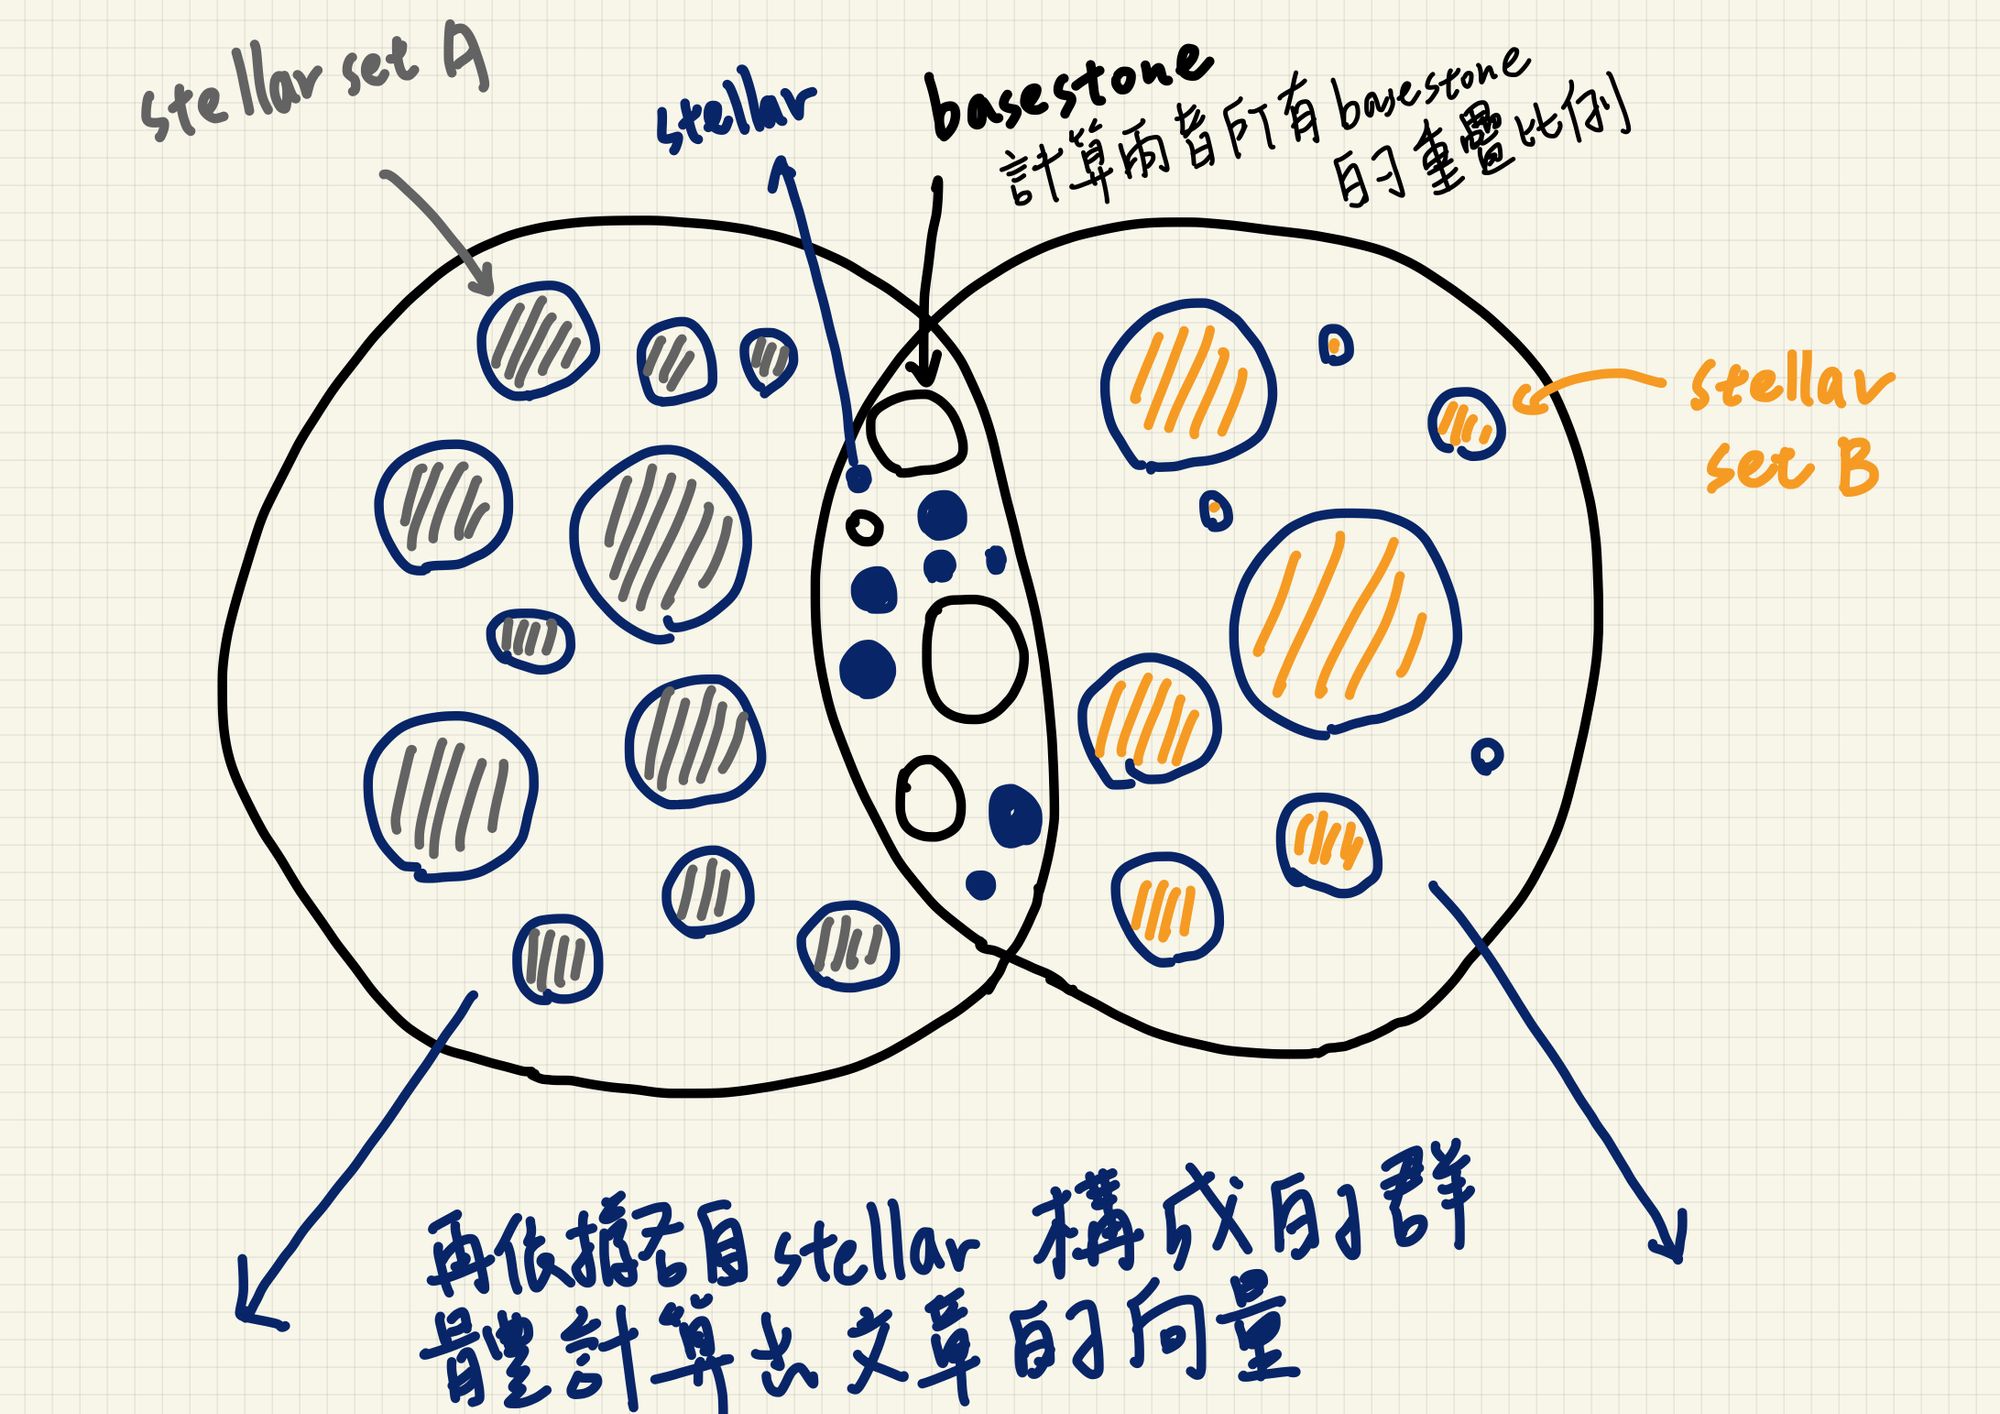 stellar set A
stellar
basestone
計算兩者所有basestone
的重疊比例
stellar
set B
再依據各自stellar 構成的群
體計算出文章的向量